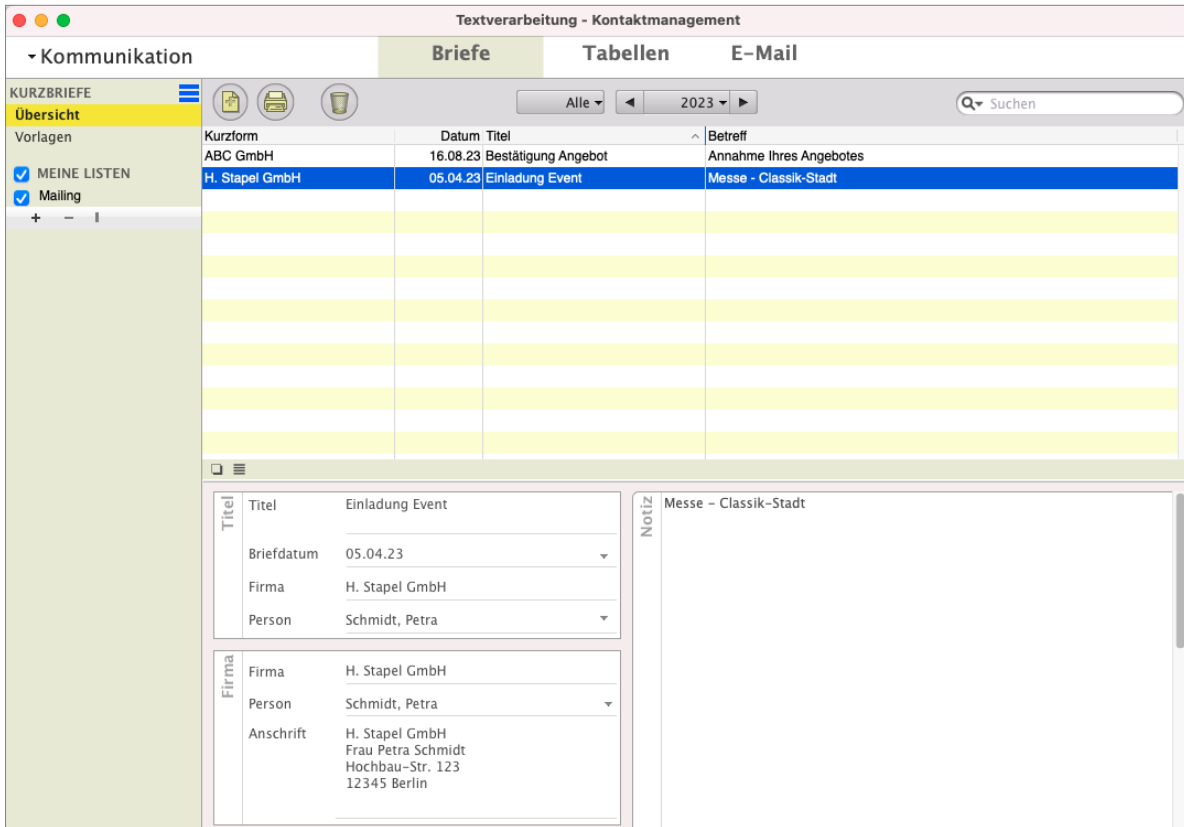 Textverarbeitung - Kontaktmanagement
Kommunikation
Briefe Tabellen E-Mail
KURZBRIEFE
Übersicht
Vorlagen
MEINE LISTEN
Mailing
+ − I
Alle 2023 Suchen
Kurzform Datum Titel Betreff
ABC GmbH 16.08.23 Bestätigung Angebot Annahme Ihres Angebotes
H. Stapel GmbH 05.04.23 Einladung Event Messe - Classik-Stadt
Titel
Titel Einladung Event
Briefdatum 05.04.23
Firma H. Stapel GmbH
Person Schmidt, Petra
Firma
Firma H. Stapel GmbH
Person Schmidt, Petra
Anschrift H. Stapel GmbH
Frau Petra Schmidt
Hochbau-Str. 123
12345 Berlin
Notiz
Messe - Classik-Stadt